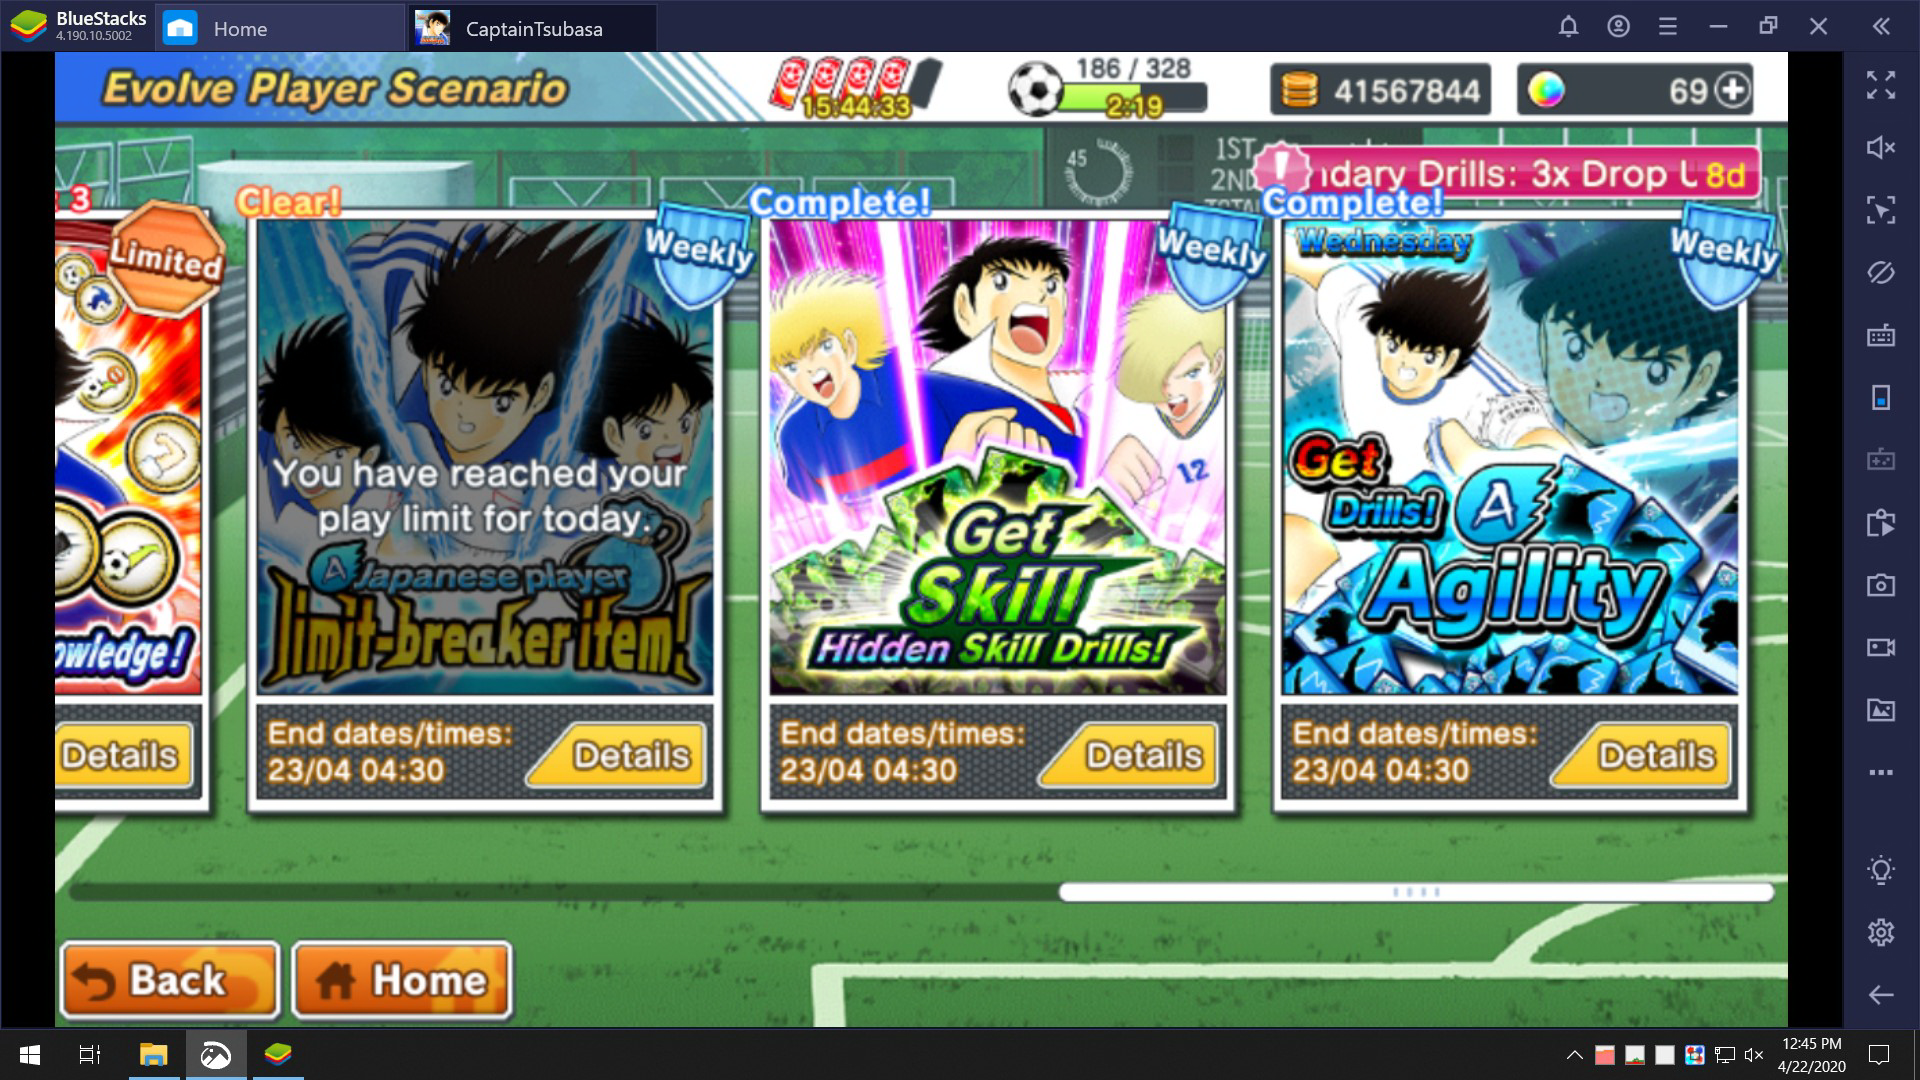 BlueStacks
4.190.10.5002
Home
CaptainTsubasa
Evolve Player Scenario
15:44:33
186 / 328
2:19
41567844
69
45
1ST
2ND
ndary Drills: 3x Drop U 8d
3
Limited
Clear!
Weekly
Complete!
Weekly
Complete!
Wednesday
Weekly
You have reached your
play limit for today.
A Japanese player
limit-breaker item!
12
Get
Skill
Hidden Skill Drills!
Get
Drills! A
Agility
owledge!
Details
End dates/times:
23/04 04:30
Details
End dates/times:
23/04 04:30
Details
End dates/times:
23/04 04:30
Details
Back
Home
12:45 PM
4/22/2020